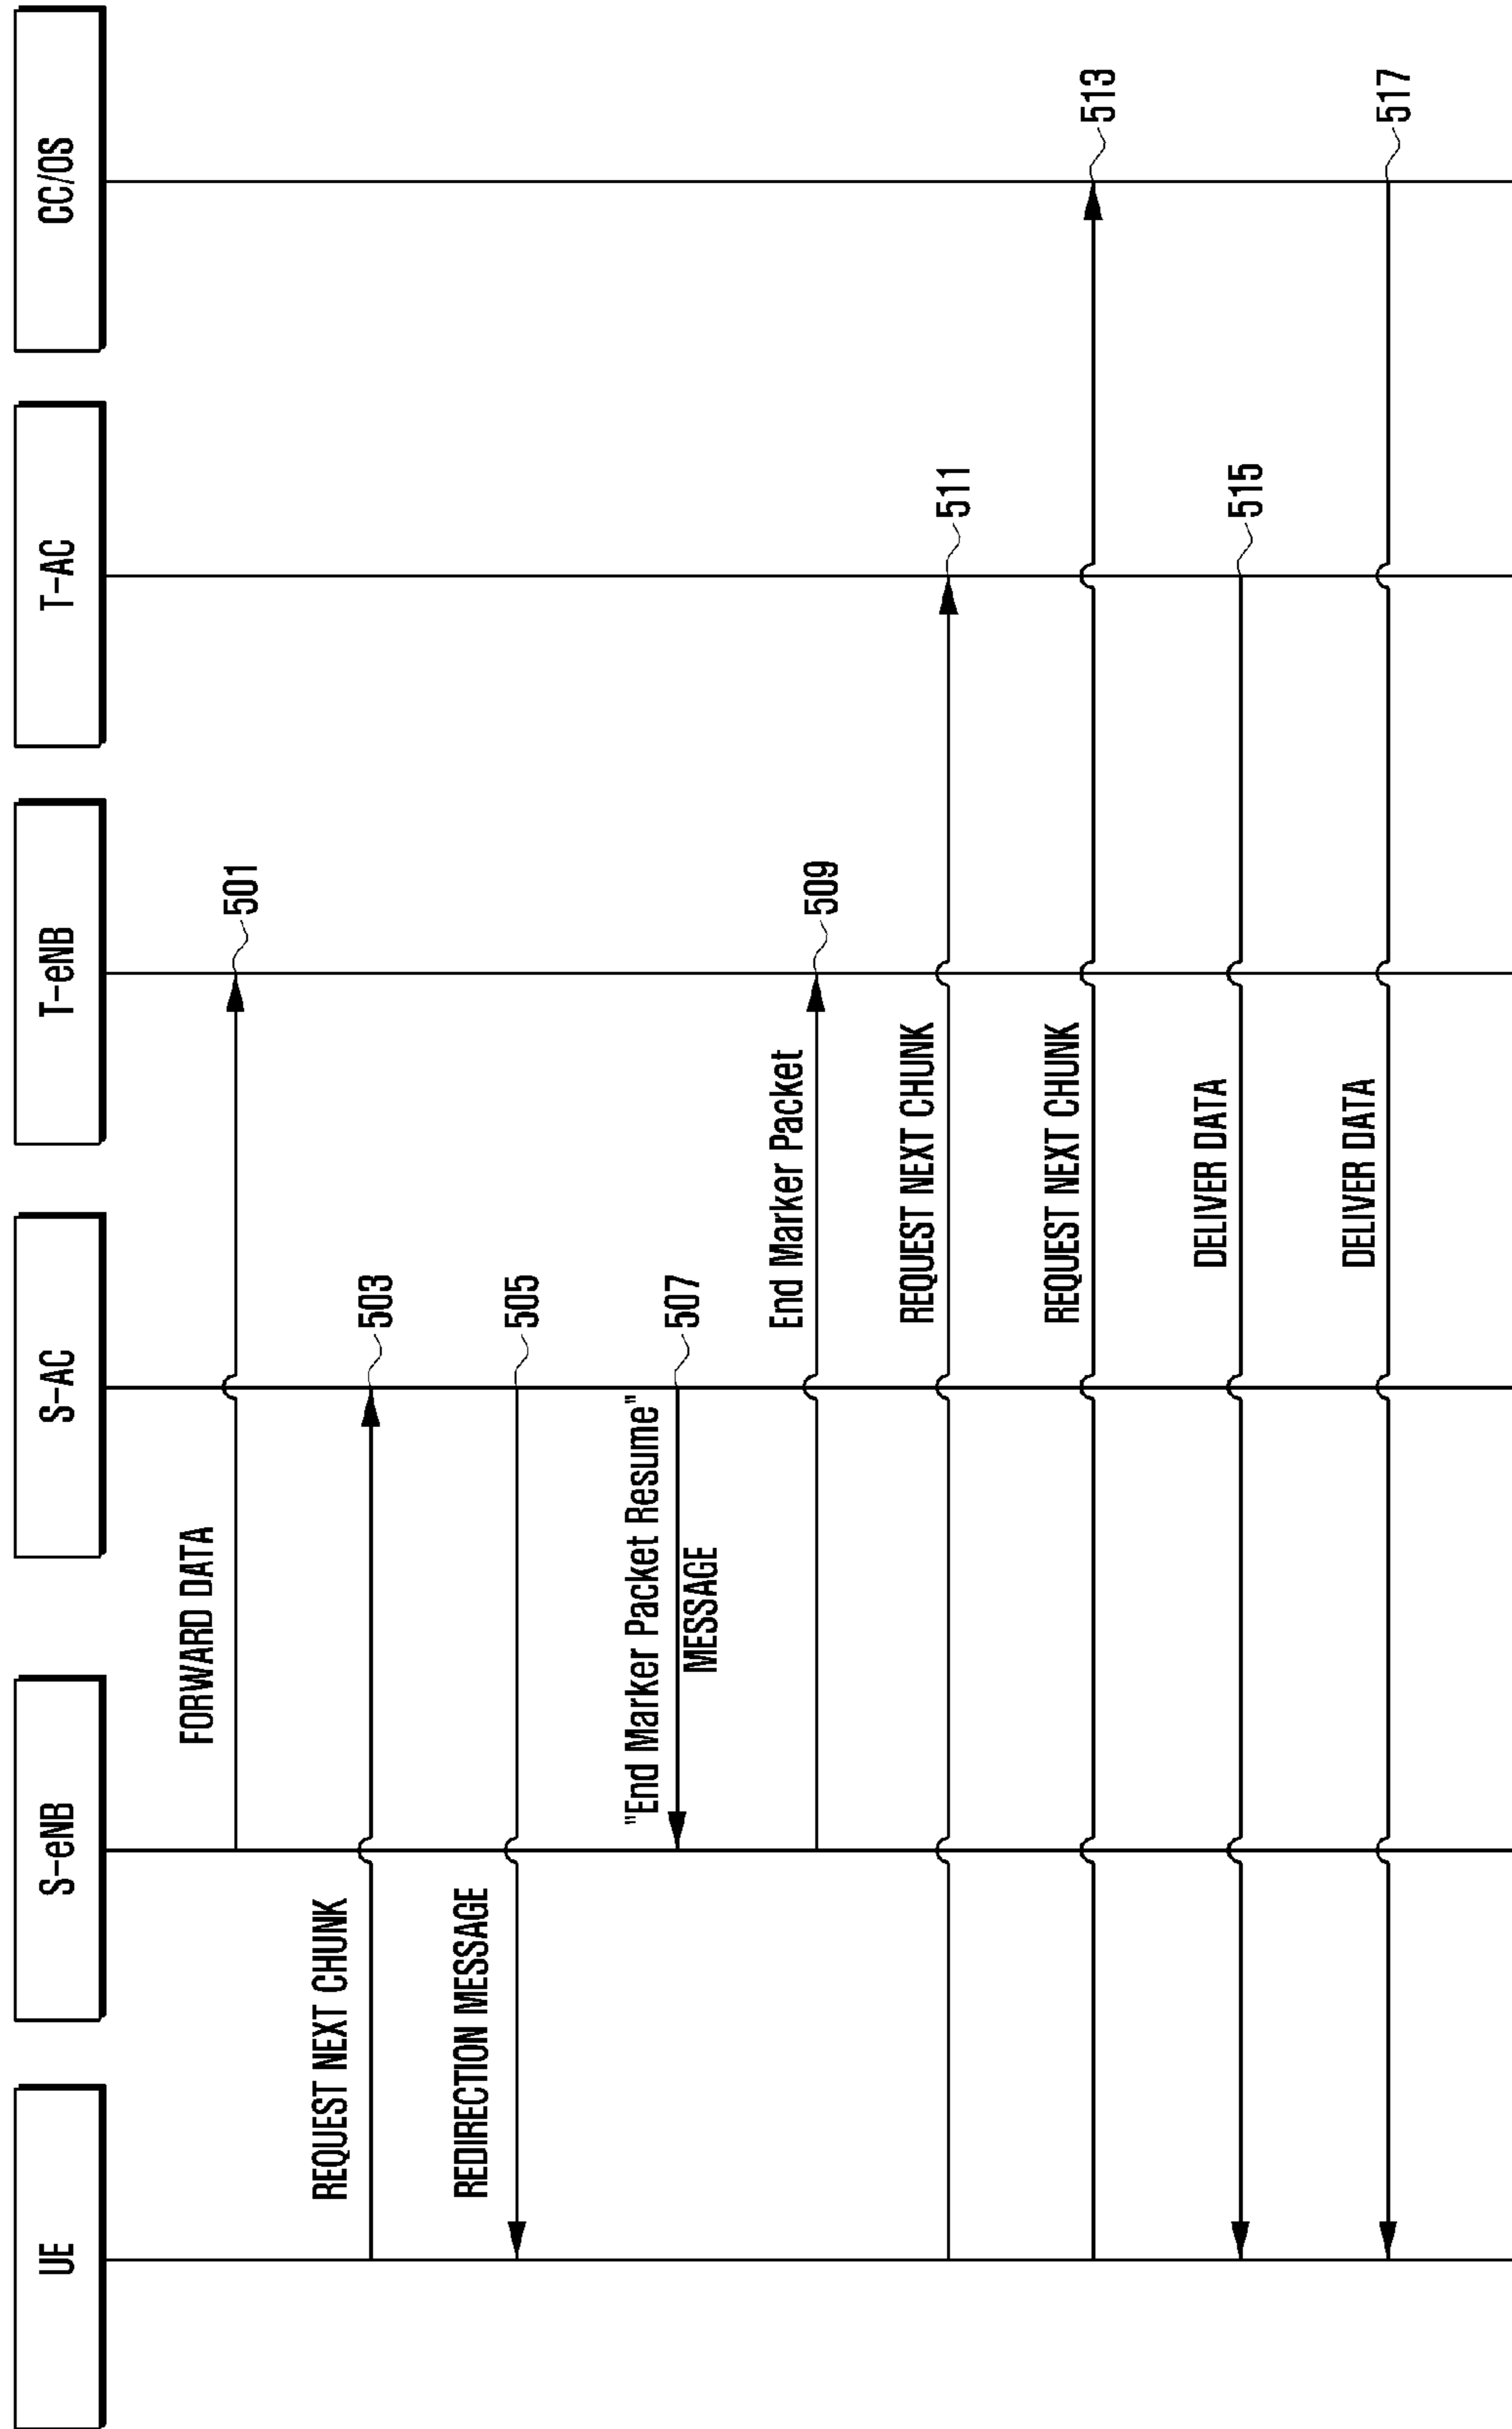 UE
S-eNB
S-AC
T-eNB
T-AC
CC/OS
FORWARD DATA
501
REQUEST NEXT CHUNK
503
REDIRECTION MESSAGE
505
"End Marker Packet Resume"
MESSAGE
507
End Marker Packet
509
REQUEST NEXT CHUNK
511
REQUEST NEXT CHUNK
513
DELIVER DATA
515
DELIVER DATA
517